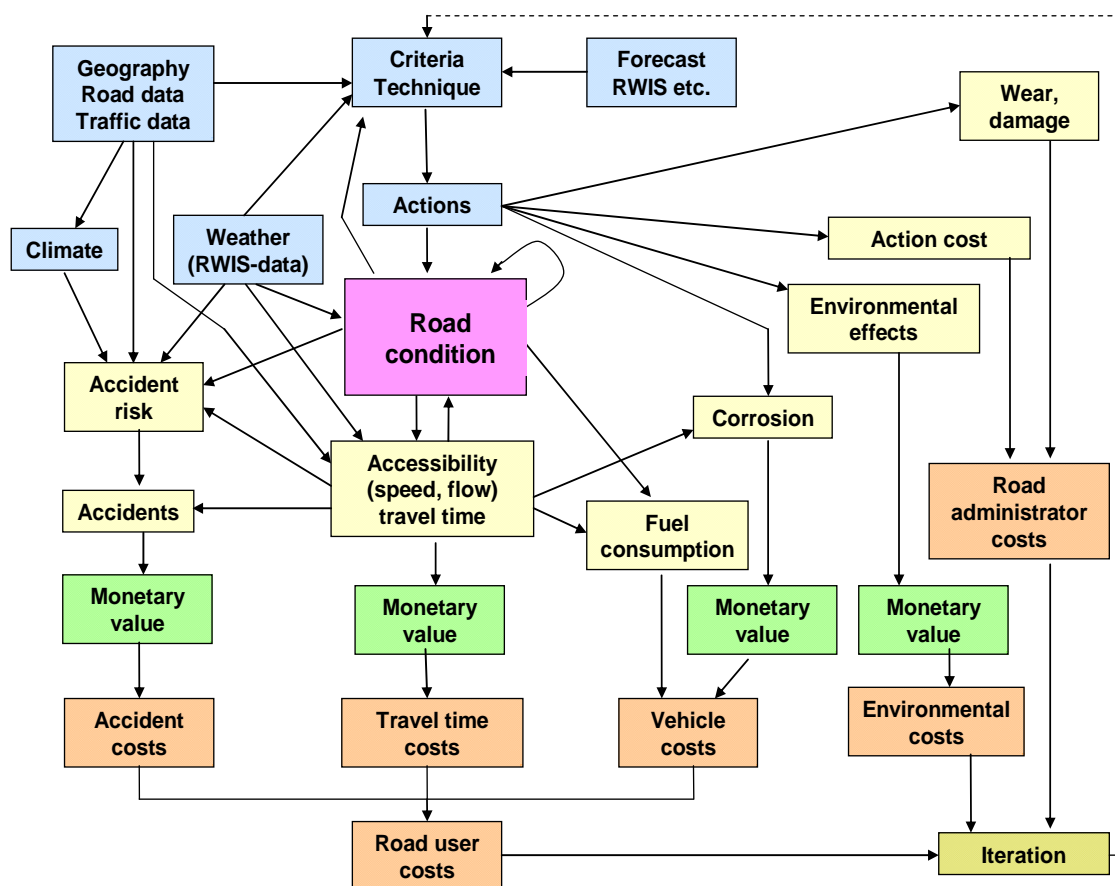 Criteria
Technique
Forecast
RWIS etc.
Geography
Road data
Traffic data
Wear,
damage
Actions
Climate
Weather
(RWIS-data)
Action cost
Road
condition
Environmental
effects
Accident
risk
Corrosion
Accessibility
(speed, flow)
travel time
Accidents
Fuel
consumption
Road
administrator
costs
Monetary
value
Monetary
value
Monetary
value
Monetary
value
Accident
costs
Travel time
costs
Vehicle
costs
Environmental
costs
Road user
costs
Iteration